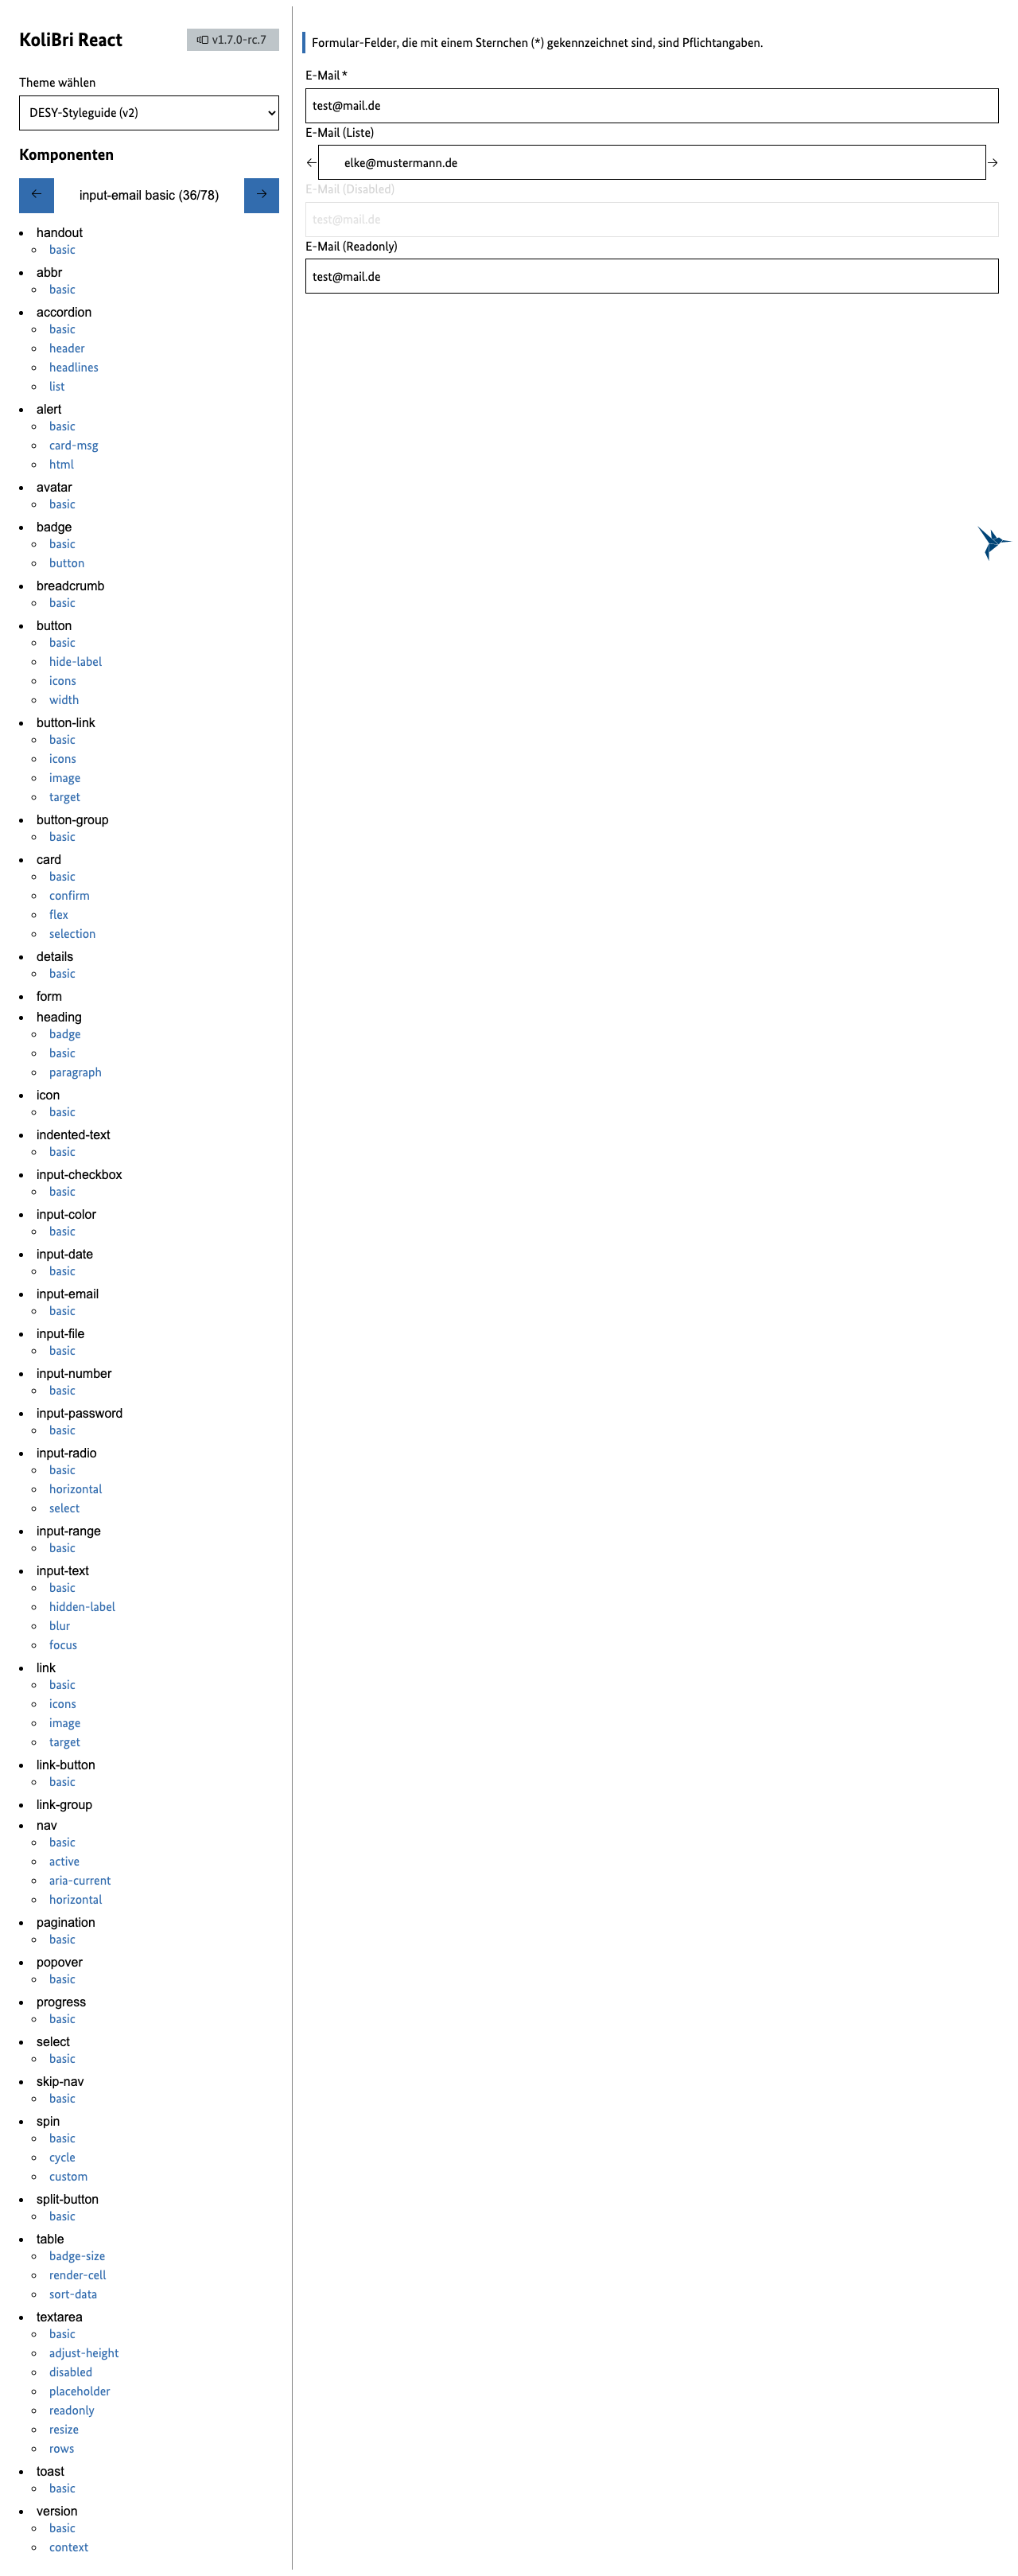 KoliBri React
v1.7.0-rc.7
Theme wählen
DESY-Styleguide (v2)
Komponenten
← input-email basic (36/78) →
handout
basic
abbr
basic
accordion
basic
header
headlines
list
alert
basic
card-msg
html
avatar
basic
badge
basic
button
breadcrumb
basic
button
basic
hide-label
icons
width
button-link
basic
icons
image
target
button-group
basic
card
basic
confirm
flex
selection
details
basic
form
heading
badge
basic
paragraph
icon
basic
indented-text
basic
input-checkbox
basic
input-color
basic
input-date
basic
input-email
basic
input-file
basic
input-number
basic
input-password
basic
input-radio
basic
horizontal
select
input-range
basic
input-text
basic
hidden-label
blur
focus
link
basic
icons
image
target
link-button
basic
link-group
nav
basic
active
aria-current
horizontal
pagination
basic
popover
basic
progress
basic
select
basic
skip-nav
basic
spin
basic
cycle
custom
split-button
basic
table
badge-size
render-cell
sort-data
textarea
basic
adjust-height
disabled
placeholder
readonly
resize
rows
toast
basic
version
basic
context
Formular-Felder, die mit einem Sternchen (*) gekennzeichnet sind, sind Pflichtangaben.
E-Mail *
test@mail.de
E-Mail (Liste)
← elke@mustermann.de →
E-Mail (Disabled)
test@mail.de
E-Mail (Readonly)
test@mail.de